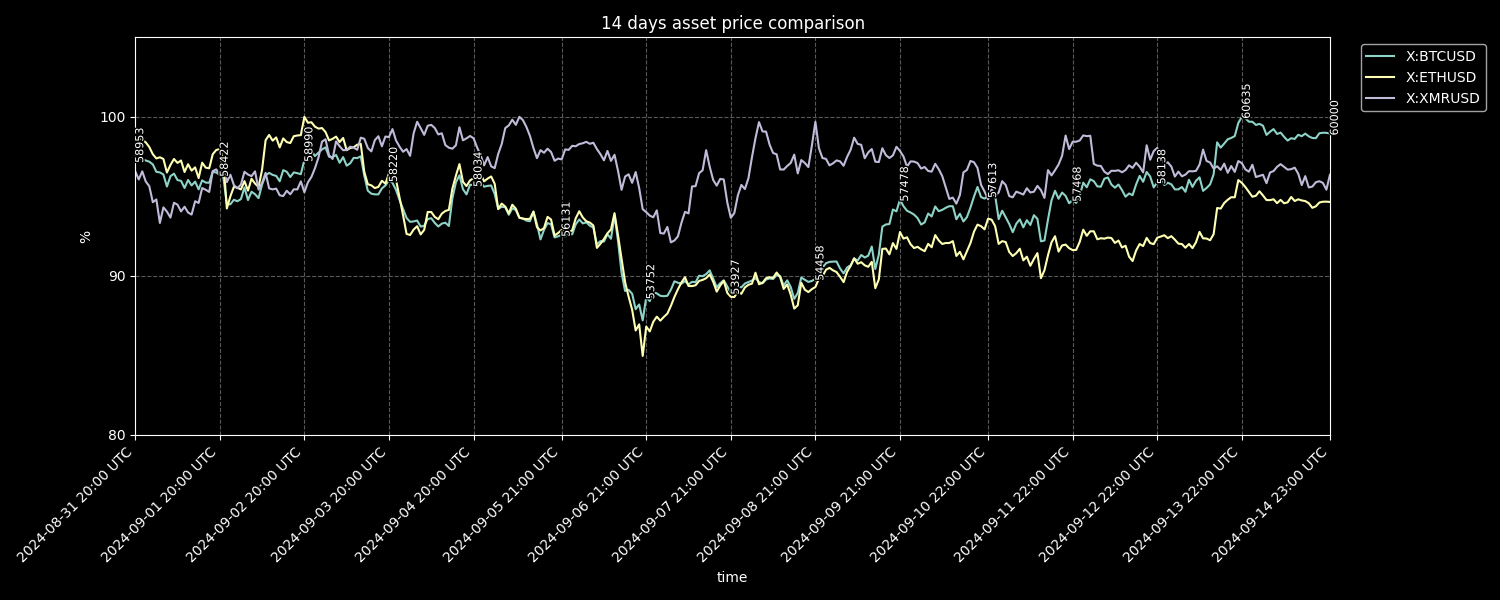 14 days asset price comparison
X:BTCUSD
X:ETHUSD
X:XMRUSD
100
90
80
%
58953
58422
58990
58220
58034
56131
53752
53927
54458
57478
57613
57468
58138
60635
60000
2024-08-31 20:00 UTC
2024-09-01 20:00 UTC
2024-09-02 20:00 UTC
2024-09-03 20:00 UTC
2024-09-04 20:00 UTC
2024-09-05 21:00 UTC
2024-09-06 21:00 UTC
2024-09-07 21:00 UTC
2024-09-08 21:00 UTC
2024-09-09 21:00 UTC
2024-09-10 22:00 UTC
2024-09-11 22:00 UTC
2024-09-12 22:00 UTC
2024-09-13 22:00 UTC
2024-09-14 23:00 UTC
time